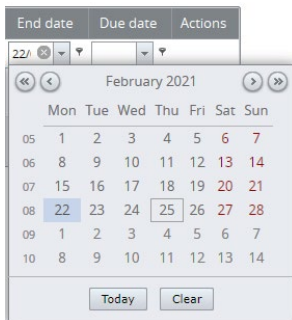 End date Due date Actions
22/
February 2021
Mon Tue Wed Thu Fri Sat Sun
05 1 2 3 4 5 6 7
06 8 9 10 11 12 13 14
07 15 16 17 18 19 20 21
08 22 23 24 25 26 27 28
09 1 2 3 4 5 6 7
10 8 9 10 11 12 13 14
Today Clear